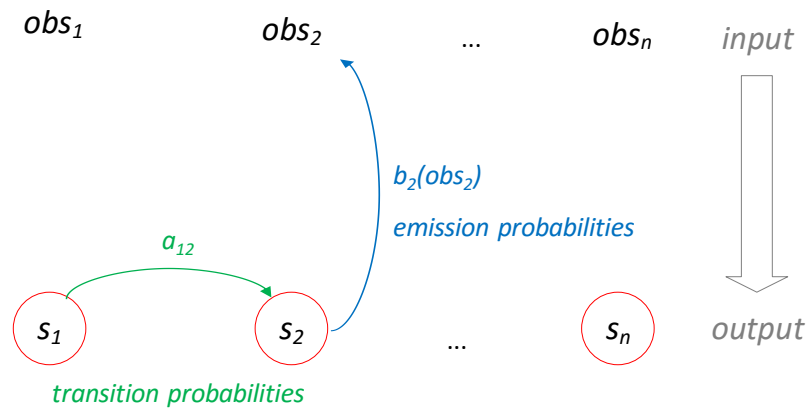 obs₁ obs₂ ... obsₙ input
b₂(obs₂)
emission probabilities
a₁₂
s₁ s₂ ... sₙ output
transition probabilities